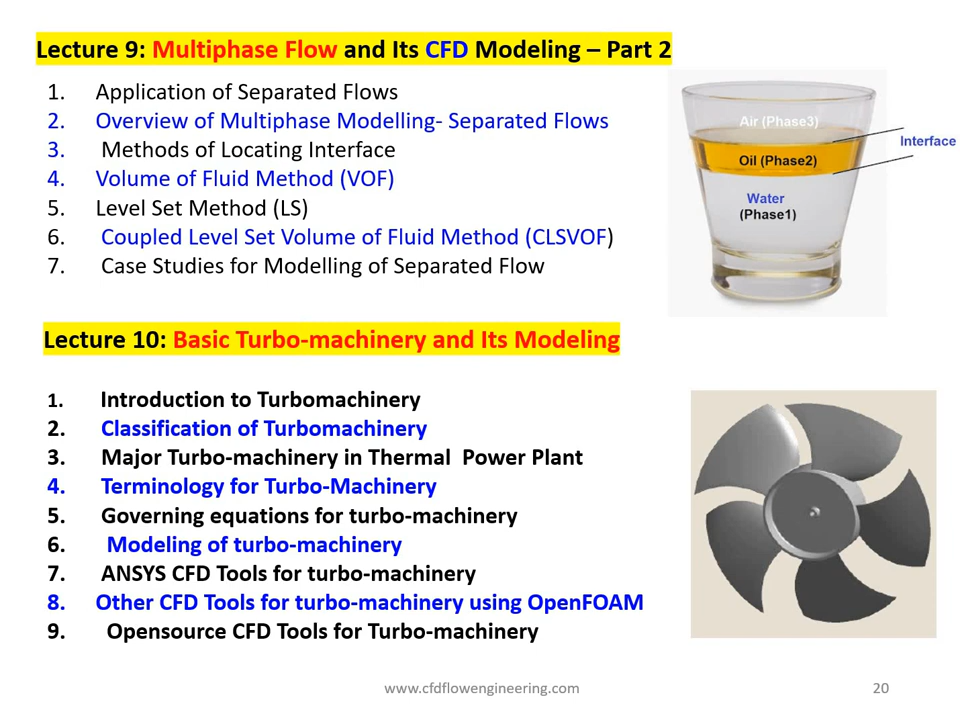 Lecture 9: Multiphase Flow and Its CFD Modeling – Part 2
1. Application of Separated Flows
2. Overview of Multiphase Modelling- Separated Flows
3. Methods of Locating Interface
4. Volume of Fluid Method (VOF)
5. Level Set Method (LS)
6. Coupled Level Set Volume of Fluid Method (CLSVOF)
7. Case Studies for Modelling of Separated Flow
Air (Phase3)
Interface
Oil (Phase2)
Water
(Phase1)
Lecture 10: Basic Turbo-machinery and Its Modeling
1. Introduction to Turbomachinery
2. Classification of Turbomachinery
3. Major Turbo-machinery in Thermal Power Plant
4. Terminology for Turbo-Machinery
5. Governing equations for turbo-machinery
6. Modeling of turbo-machinery
7. ANSYS CFD Tools for turbo-machinery
8. Other CFD Tools for turbo-machinery using OpenFOAM
9. Opensource CFD Tools for Turbo-machinery
www.cfdflowengineering.com
20